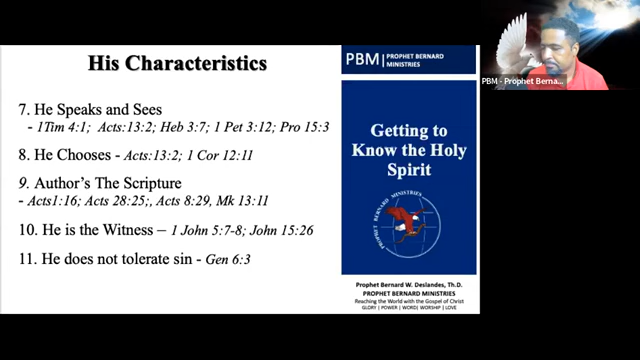 His Characteristics
7. He Speaks and Sees
- 1Tim 4:1; Acts:13:2; Heb 3:7; 1 Pet 3:12; Pro 15:3
8. He Chooses - Acts:13:2; 1 Cor 12:11
9. Author's The Scripture
- Acts1:16; Acts 28:25;, Acts 8:29, Mk 13:11
10. He is the Witness – 1 John 5:7-8; John 15:26
11. He does not tolerate sin - Gen 6:3
PBM | PROPHET BERNARD
MINISTRIES
Getting to
Know the Holy
Spirit
PROPHET BERNARD MINISTRIES
Prophet Bernard W. Deslandes, Th.D.
PROPHET BERNARD MINISTRIES
Reaching the World with the Gospel of Christ
GLORY | POWER | WORD| WORSHIP | LOVE
PBM - Prophet Berna...